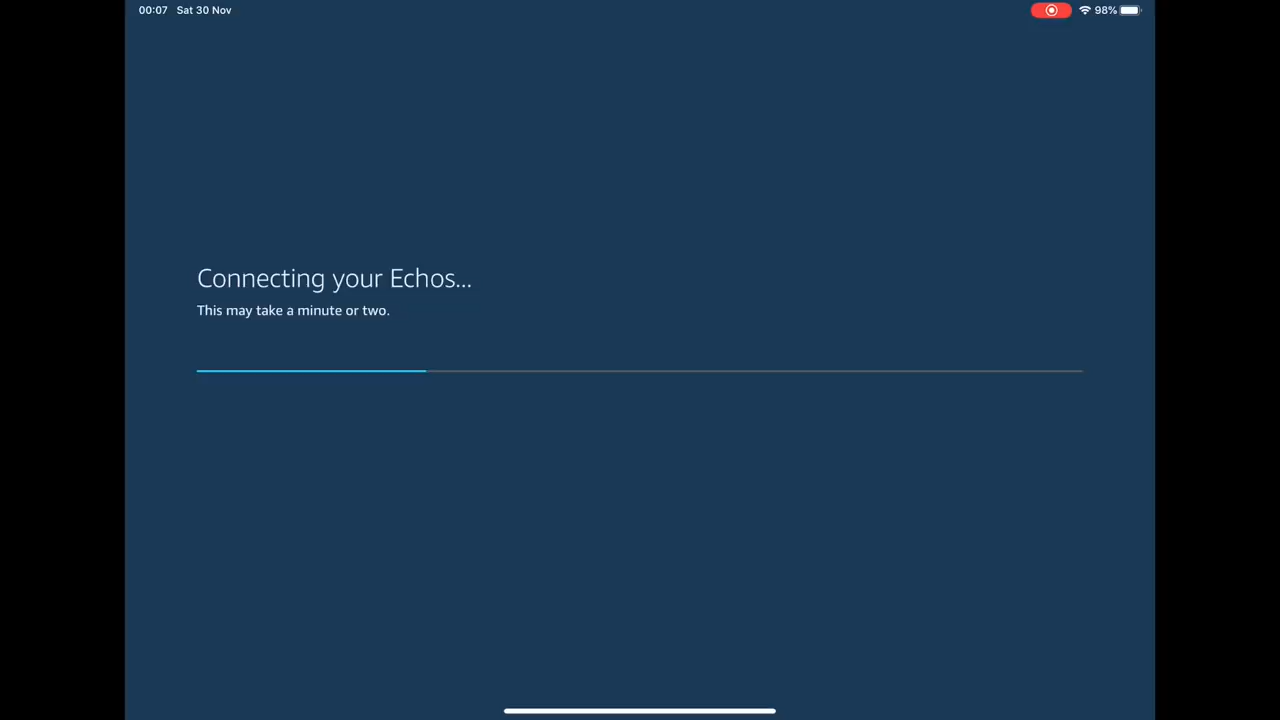 00:07 Sat 30 Nov 98%
Connecting your Echos...
This may take a minute or two.